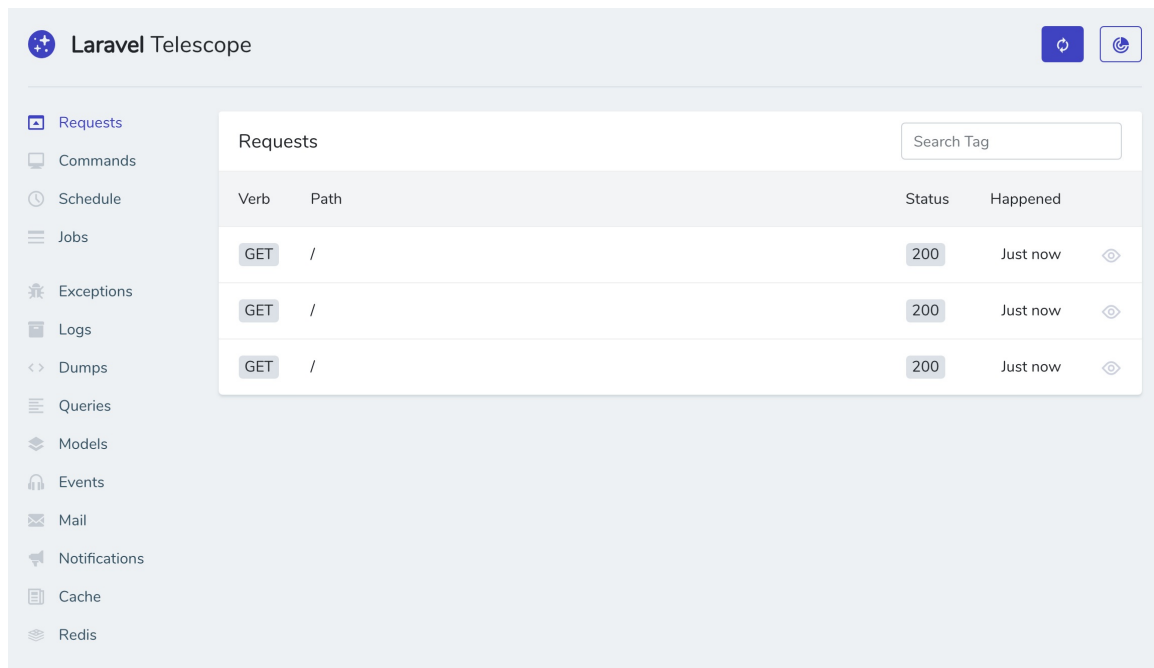 Laravel Telescope
Requests
Commands
Schedule
Jobs
Exceptions
Logs
Dumps
Queries
Models
Events
Mail
Notifications
Cache
Redis
Requests
Search Tag
Verb Path Status Happened
GET / 200 Just now
GET / 200 Just now
GET / 200 Just now